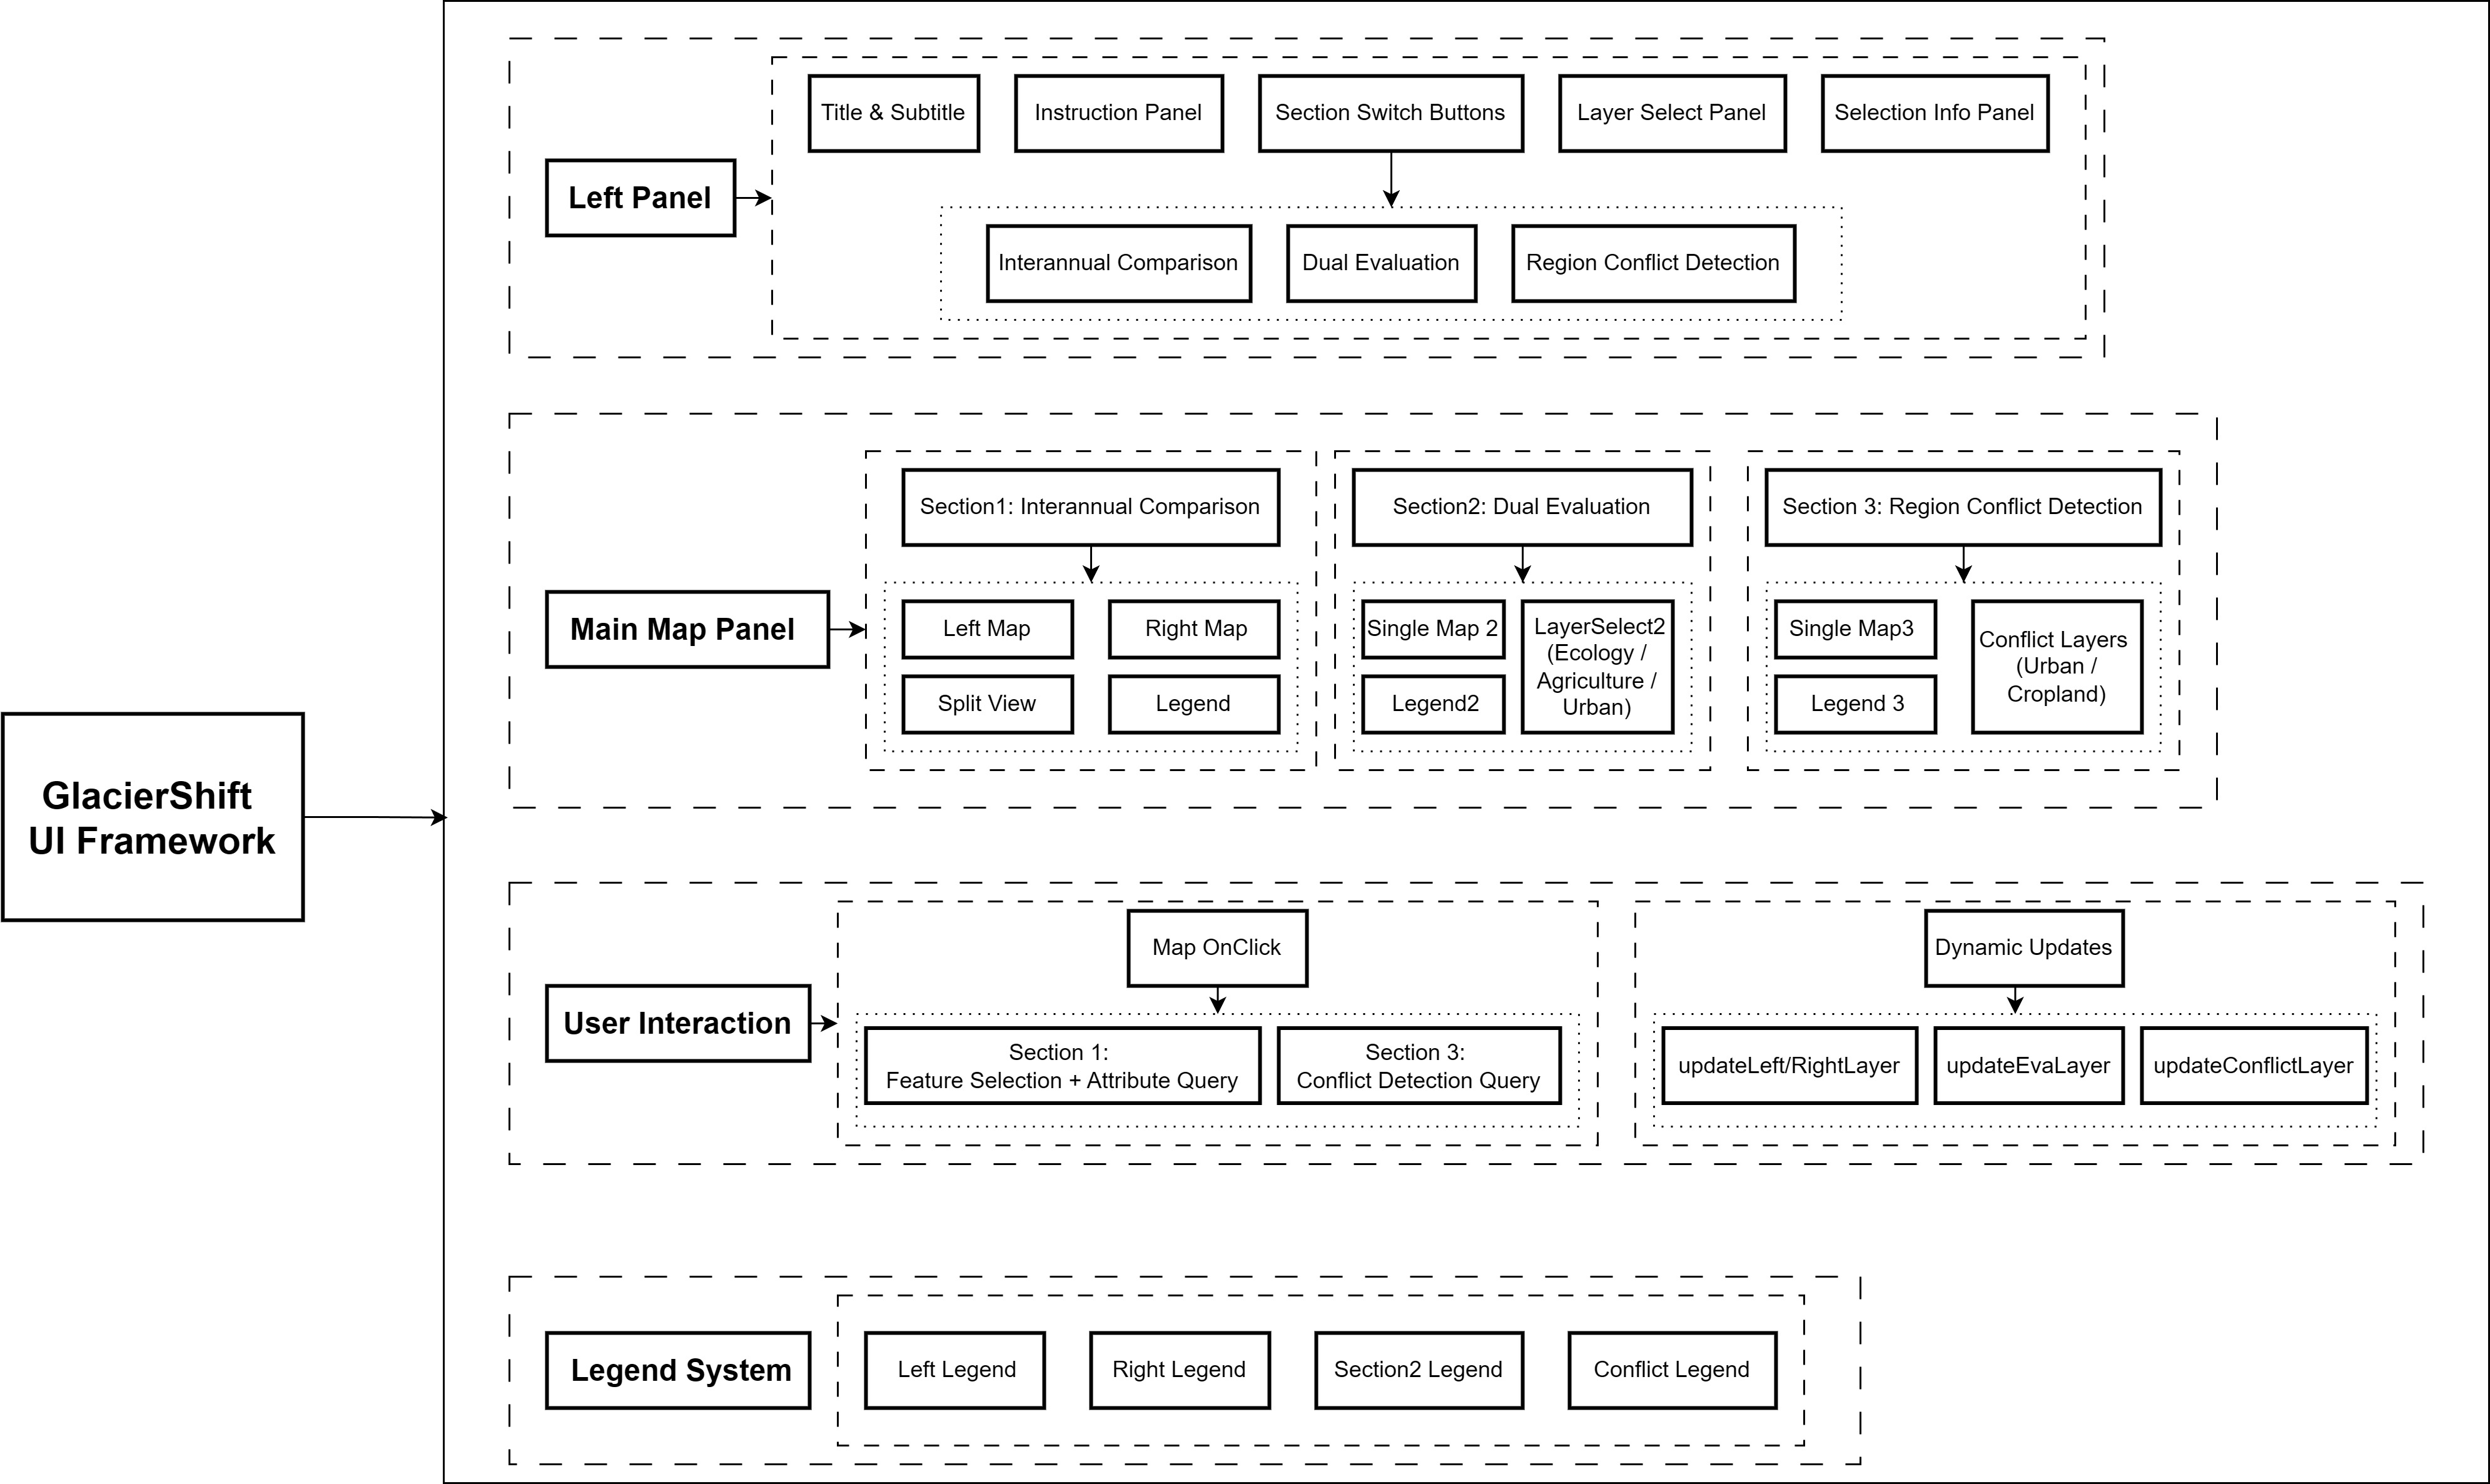 GlacierShift
UI Framework
Left Panel
Title & Subtitle
Instruction Panel
Section Switch Buttons
Layer Select Panel
Selection Info Panel
Interannual Comparison
Dual Evaluation
Region Conflict Detection
Main Map Panel
Section1: Interannual Comparison
Left Map
Right Map
Split View
Legend
Section2: Dual Evaluation
Single Map 2
Legend2
LayerSelect2
(Ecology /
Agriculture /
Urban)
Section 3: Region Conflict Detection
Single Map3
Legend 3
Conflict Layers
(Urban /
Cropland)
User Interaction
Map OnClick
Section 1:
Feature Selection + Attribute Query
Section 3:
Conflict Detection Query
Dynamic Updates
updateLeft/RightLayer
updateEvaLayer
updateConflictLayer
Legend System
Left Legend
Right Legend
Section2 Legend
Conflict Legend